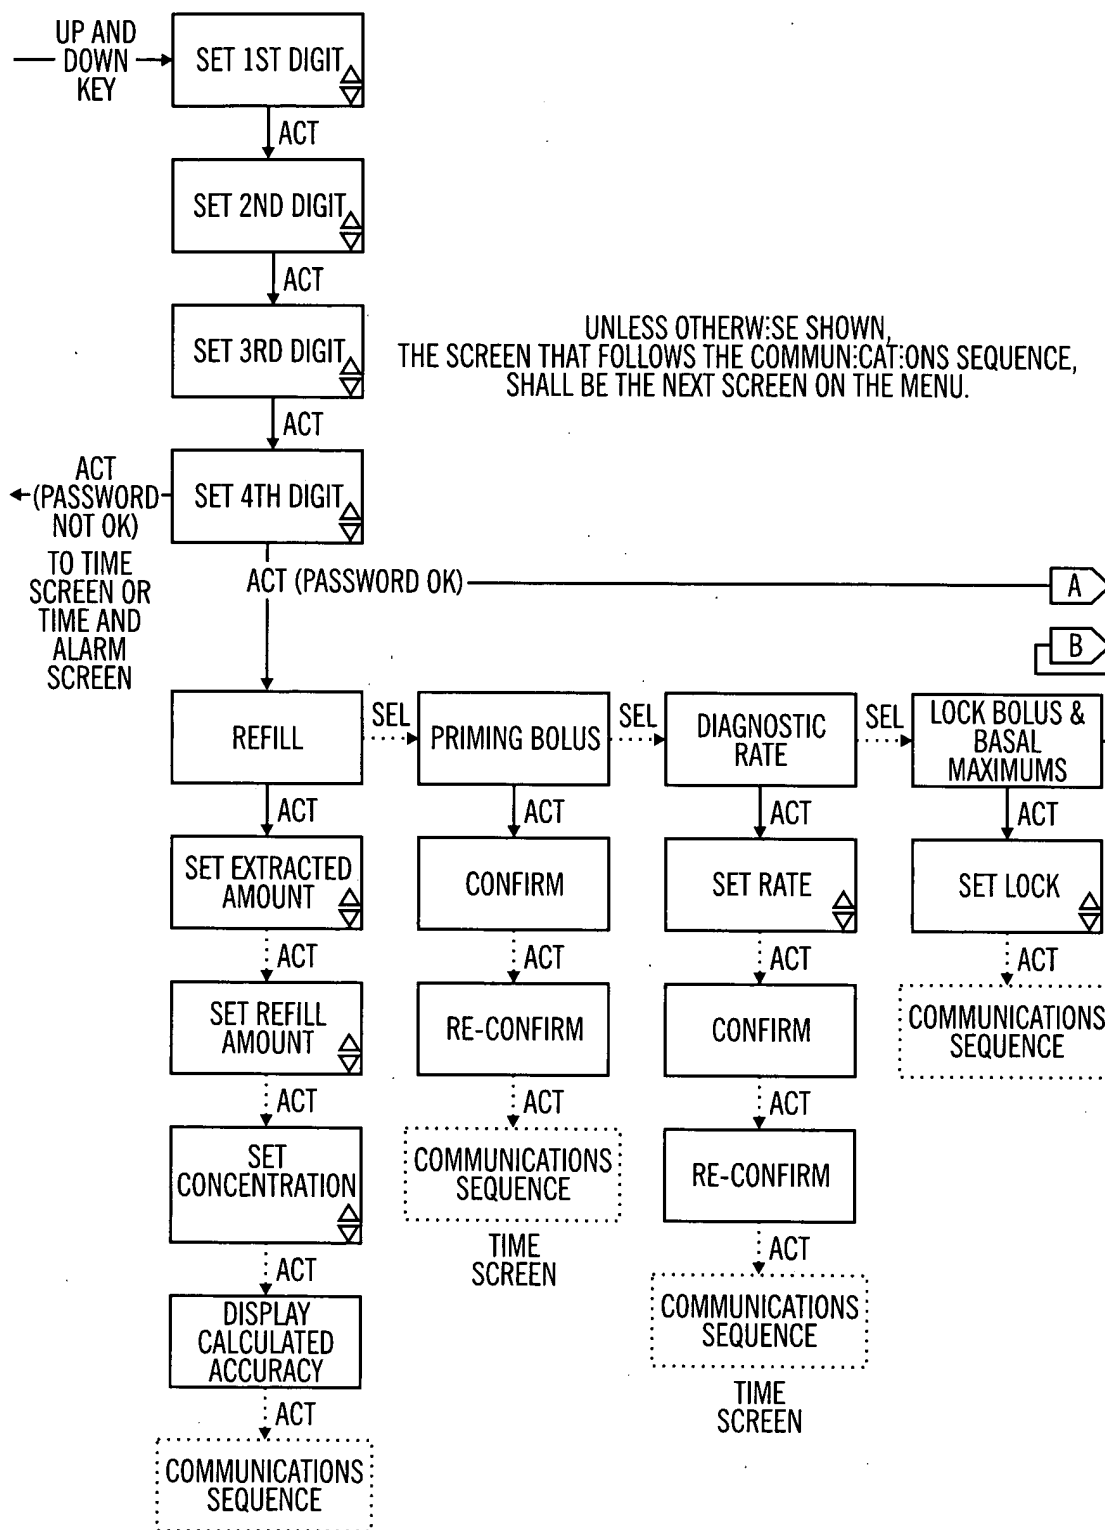 UP AND
DOWN
KEY
SET 1ST DIGIT
ACT
SET 2ND DIGIT
ACT
SET 3RD DIGIT
UNLESS OTHERW:SE SHOWN,
THE SCREEN THAT FOLLOWS THE COMMUN:CAT:ONS SEQUENCE,
SHALL BE THE NEXT SCREEN ON THE MENU.
ACT
ACT
(PASSWORD
NOT OK)
SET 4TH DIGIT
TO TIME
SCREEN OR
TIME AND
ALARM
SCREEN
ACT (PASSWORD OK)
A
B
REFILL
SEL
PRIMING BOLUS
SEL
DIAGNOSTIC
RATE
SEL
LOCK BOLUS &
BASAL
MAXIMUMS
ACT
ACT
ACT
ACT
SET EXTRACTED
AMOUNT
CONFIRM
SET RATE
SET LOCK
ACT
ACT
ACT
ACT
SET REFILL
AMOUNT
RE-CONFIRM
CONFIRM
COMMUNICATIONS
SEQUENCE
ACT
ACT
ACT
SET
CONCENTRATION
COMMUNICATIONS
SEQUENCE
TIME
SCREEN
RE-CONFIRM
ACT
ACT
DISPLAY
CALCULATED
ACCURACY
COMMUNICATIONS
SEQUENCE
TIME
SCREEN
ACT
COMMUNICATIONS
SEQUENCE